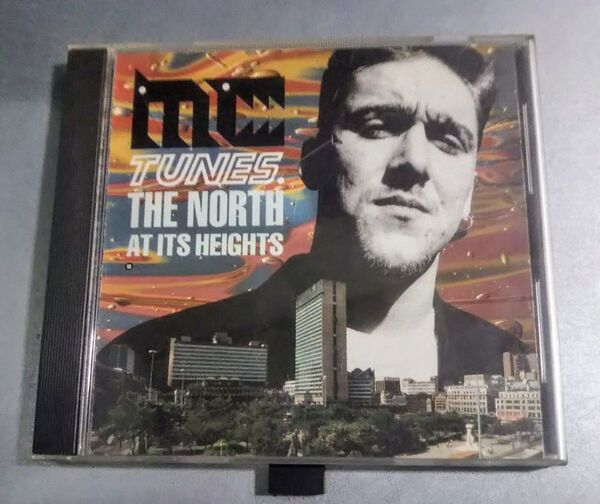 MC
TUNES.
THE NORTH
AT ITS HEIGHTS